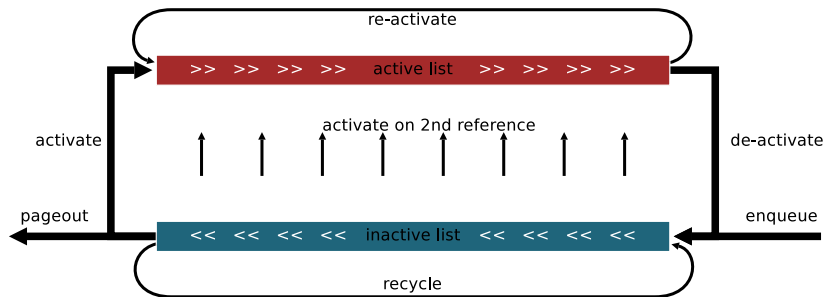 re-activate
>> >> >> >> active list >> >> >> >>
activate on 2nd reference
activate
de-activate
pageout
enqueue
<< << << << inactive list << << << <<
recycle